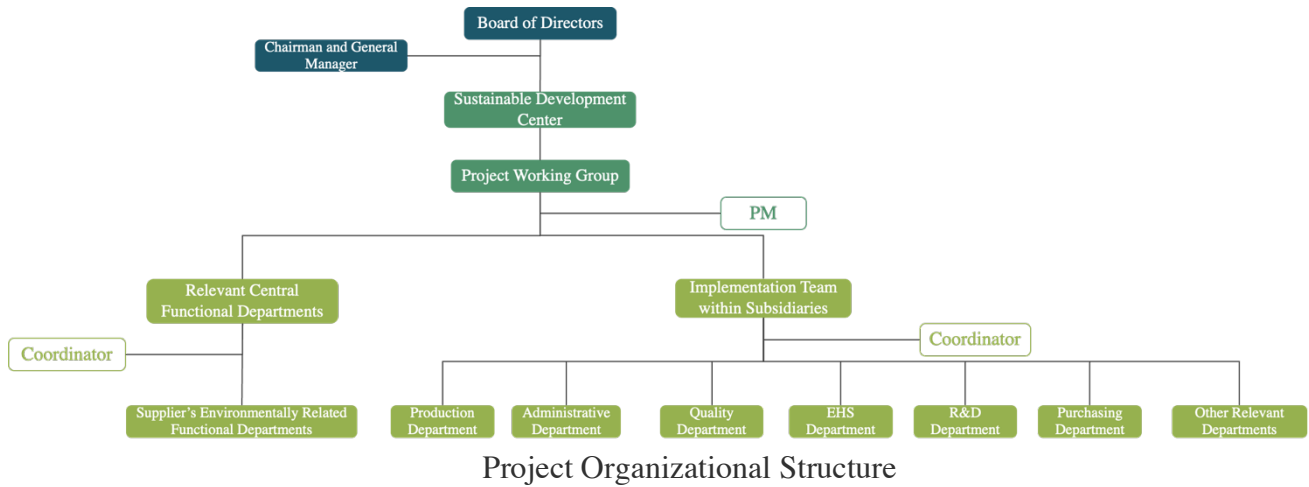 Board of Directors
Chairman and General
Manager
Sustainable Development
Center
Project Working Group
PM
Relevant Central
Functional Departments
Implementation Team
within Subsidiaries
Coordinator
Coordinator
Supplier's Environmentally Related
Functional Departments
Production
Department
Administrative
Department
Quality
Department
EHS
Department
R&D
Department
Purchasing
Department
Other Relevant
Departments
Project Organizational Structure